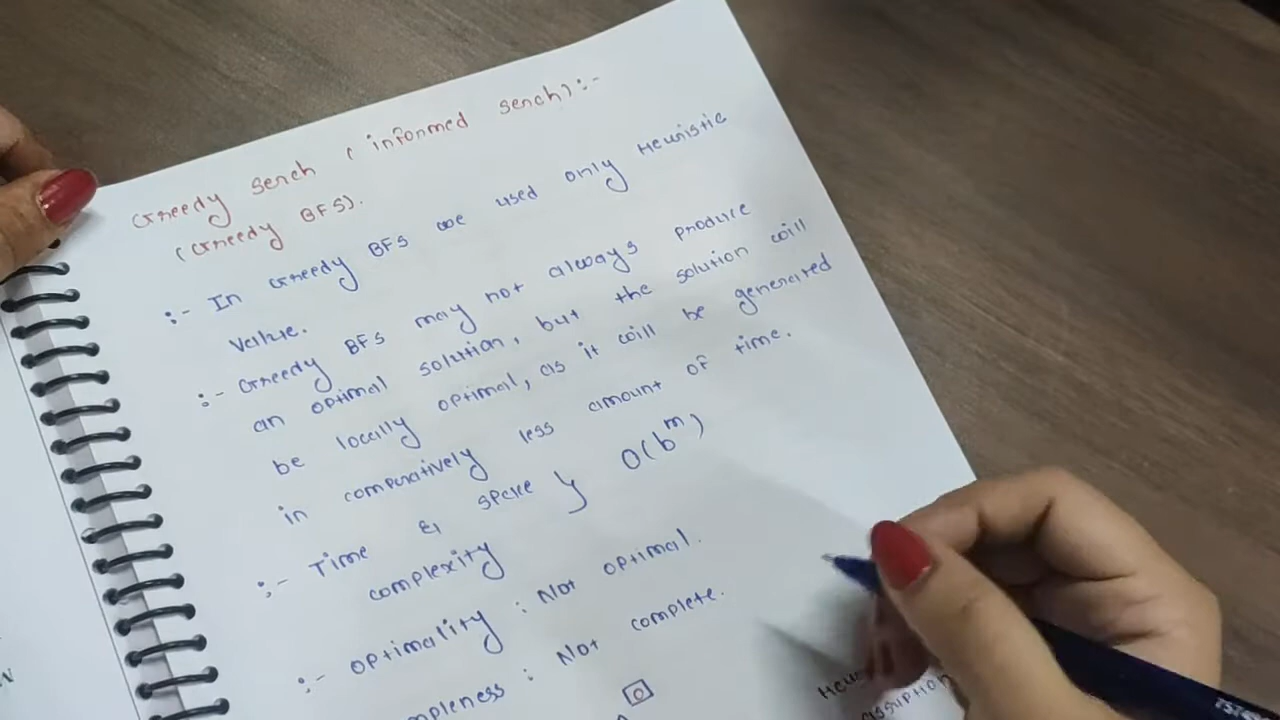 Greedy Serch (informed serch):-
(Greedy BFS).
:- In Greedy BFS we used only Heuristic
Value.
:- Greedy BFS may not always produce
an optimal solution, but the solution will
be locally optimal, as it will be generated
in comparatively less amount of time.
:- Time & Space } O(b^m)
complexity
:- Optimality : Not optimal.
mpleness : Not complete.